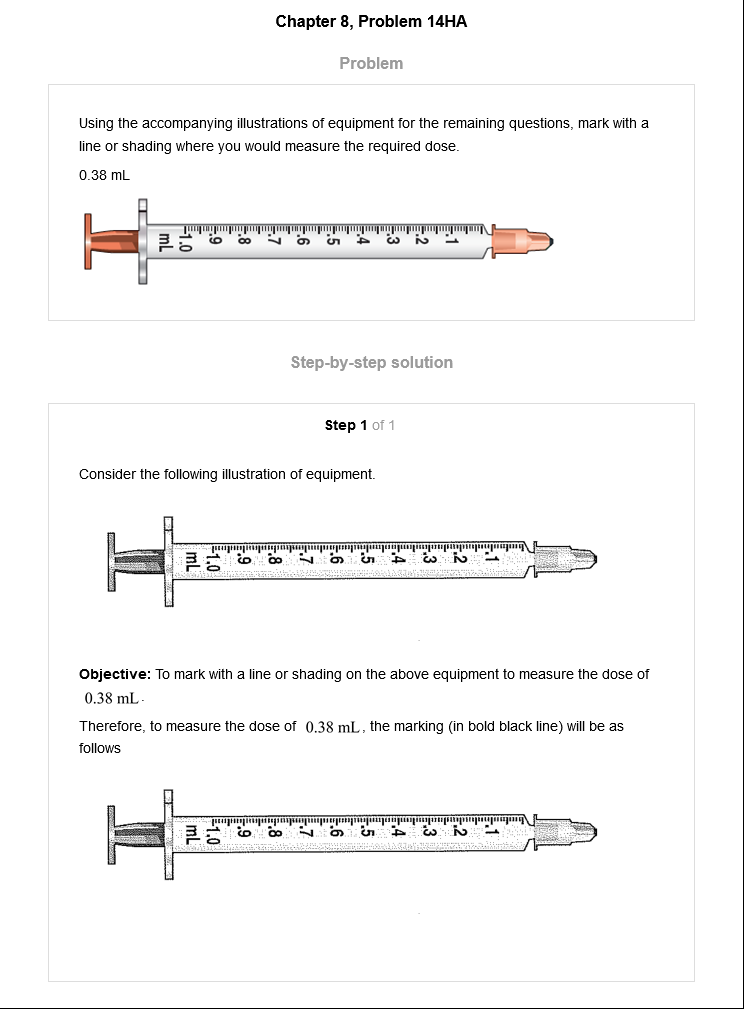 Chapter 8, Problem 14HA
Problem
Using the accompanying illustrations of equipment for the remaining questions, mark with a
line or shading where you would measure the required dose.
0.38 mL
mL 1.0 .9 .8 .7 .6 .5 .4 .3 .2 .1
Step-by-step solution
Step 1 of 1
Consider the following illustration of equipment.
mL 1.0 .9 .8 .7 .6 .5 .4 .3 .2 .1
Objective: To mark with a line or shading on the above equipment to measure the dose of
0.38 mL.
Therefore, to measure the dose of 0.38 mL, the marking (in bold black line) will be as
follows
mL 1.0 .9 .8 .7 .6 .5 .4 .3 .2 .1